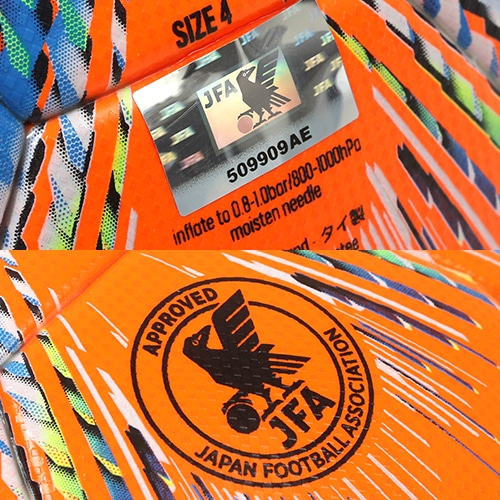 SIZE 4
JFA
509909AE
inflate to 0.8-1.0bar/800-1000hPa
moisten needle
タイ製
APPROVED
JFA
JAPAN FOOTBALL ASSOCIATION